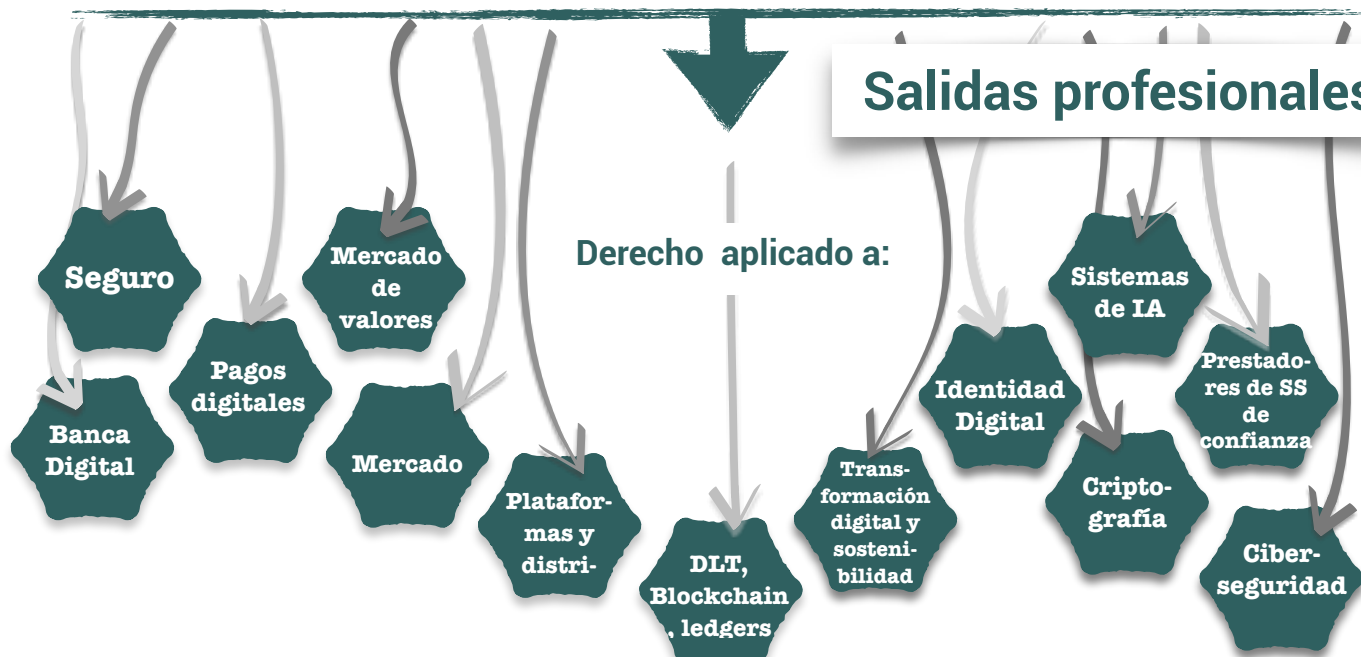 Salidas profesionales
Derecho aplicado a:
Seguro
Mercado
de
valores
Sistemas
de IA
Pagos
digitales
Identidad
Digital
Prestado-
res de SS
de
confianza
Banca
Digital
Mercado
Platafor-
mas y
distri-
Trans-
formación
digital y
sosteni-
bilidad
Cripto-
grafía
DLT,
Blockchain
, ledgers
Ciber-
seguridad